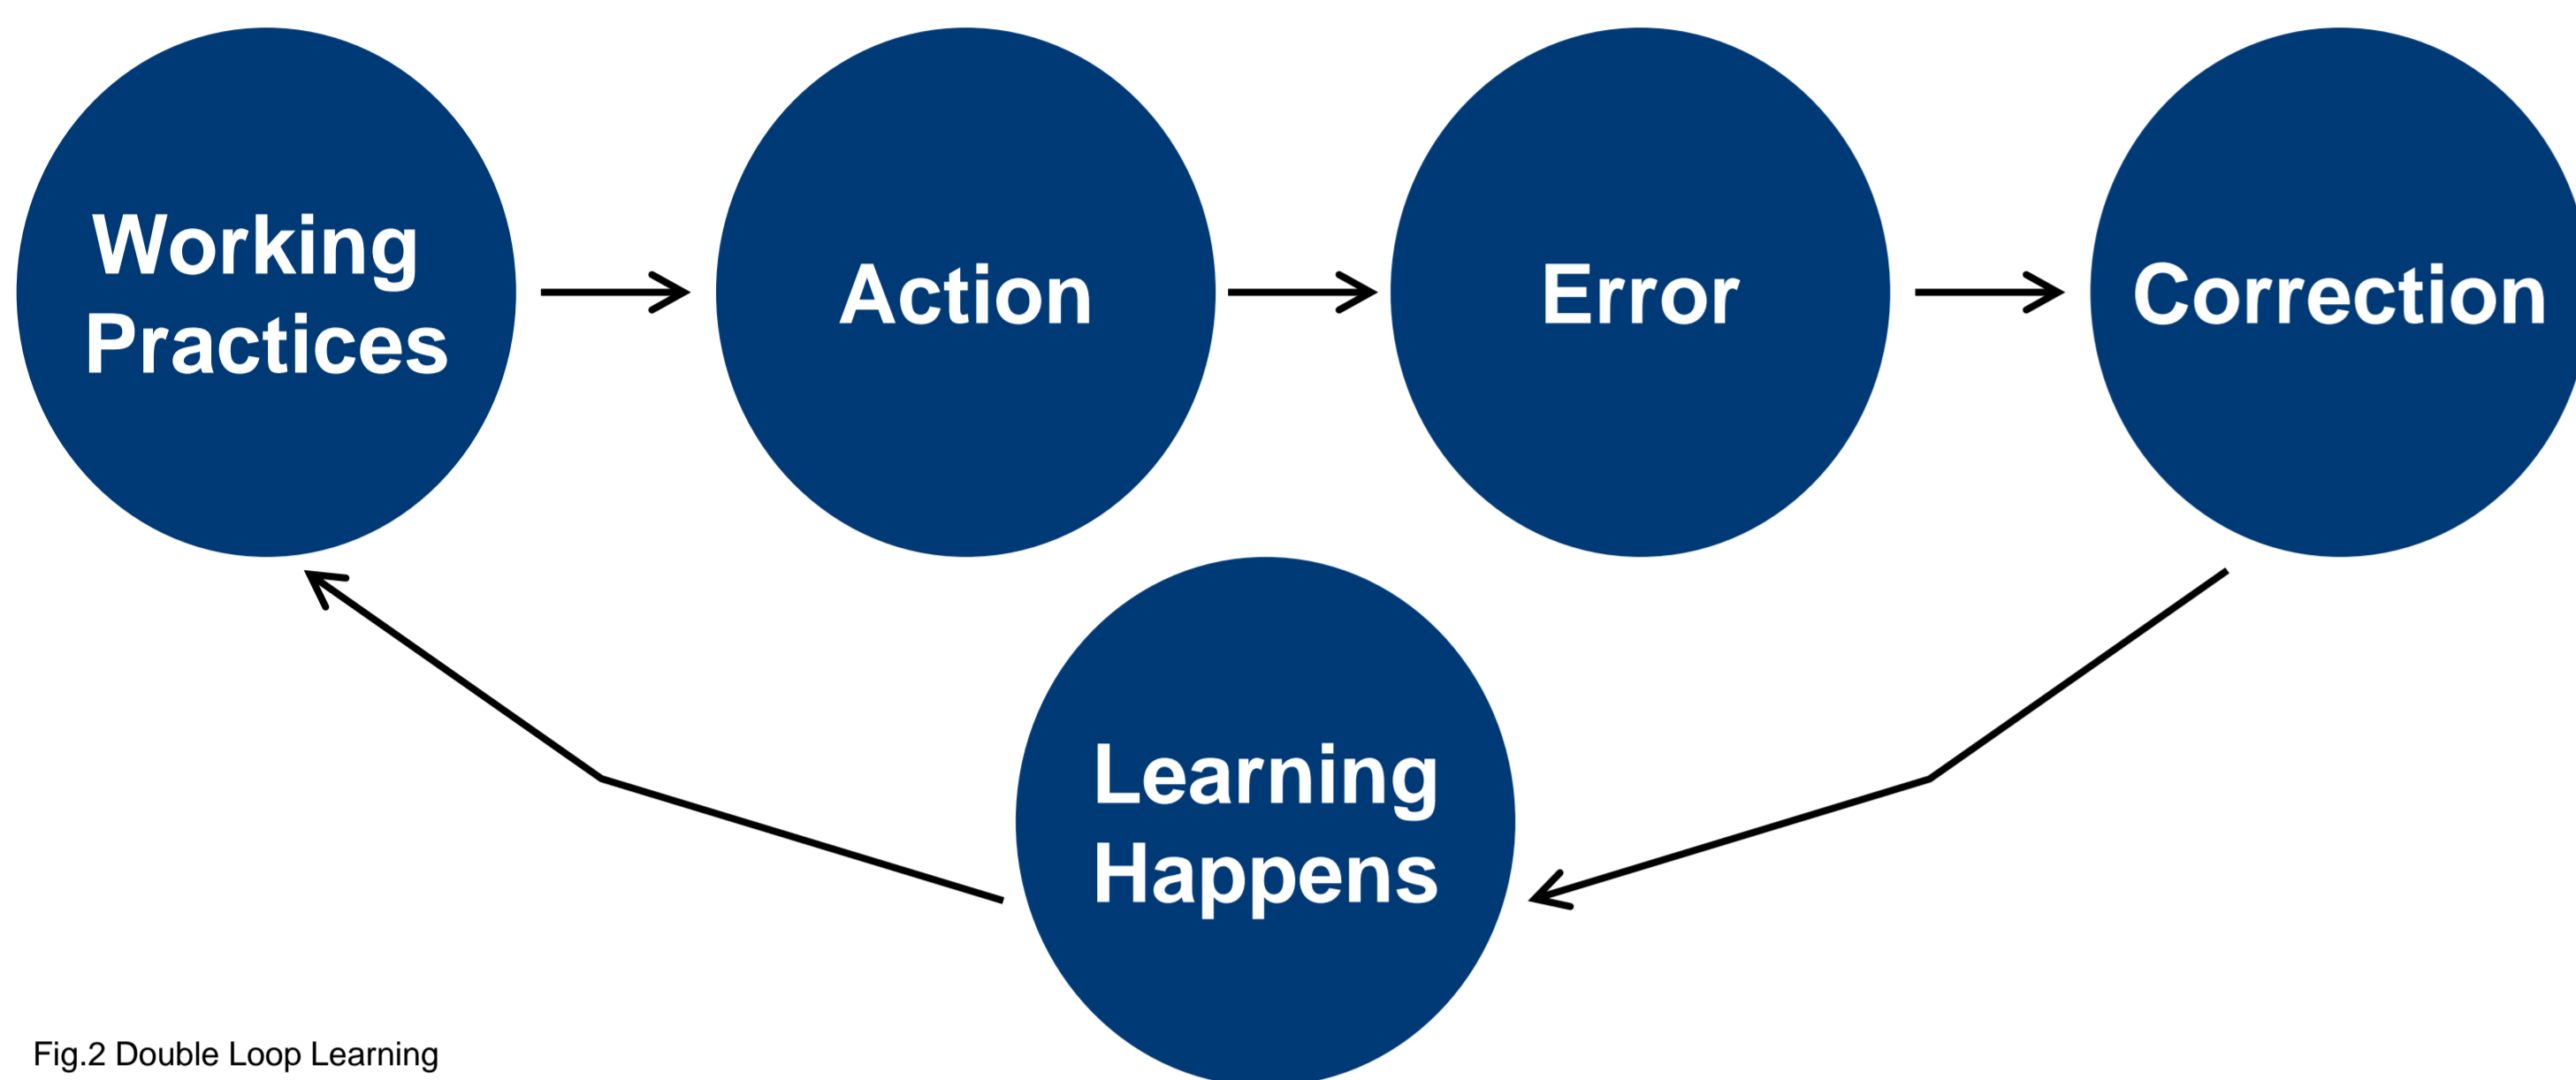 Working
Practices
Action
Error
Correction
Learning
Happens
Fig.2 Double Loop Learning